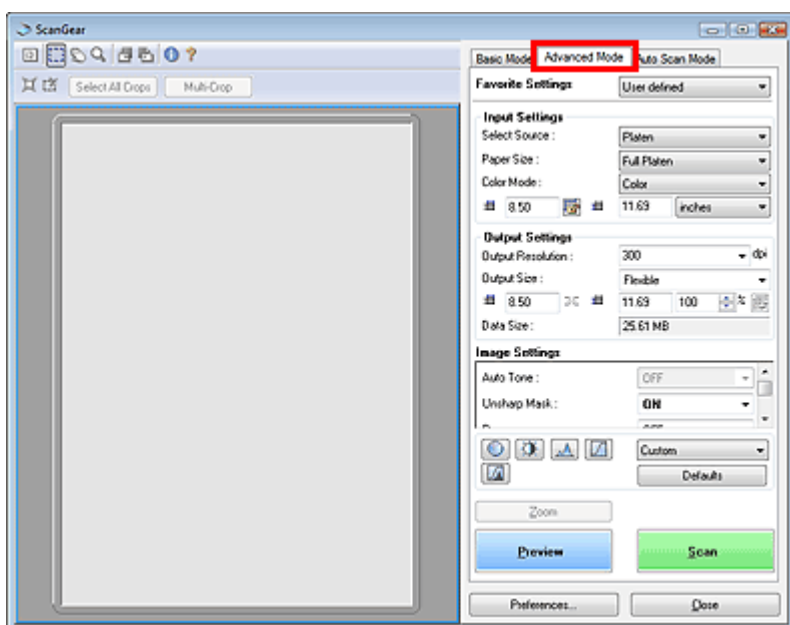 ScanGear
Basic Mode Advanced Mode Auto Scan Mode
Select All Crops Multi-Crop
Favorite Settings User defined
Input Settings
Select Source : Platen
Paper Size : Full Platen
Color Mode : Color
8.50 11.69 inches
Output Settings
Output Resolution : 300 dpi
Output Size : Flexible
8.50 11.69 100 %
Data Size : 25.61 MB
Image Settings
Auto Tone : OFF
Unsharp Mask : ON
Custom
Defaults
Zoom
Preview Scan
Preferences... Close